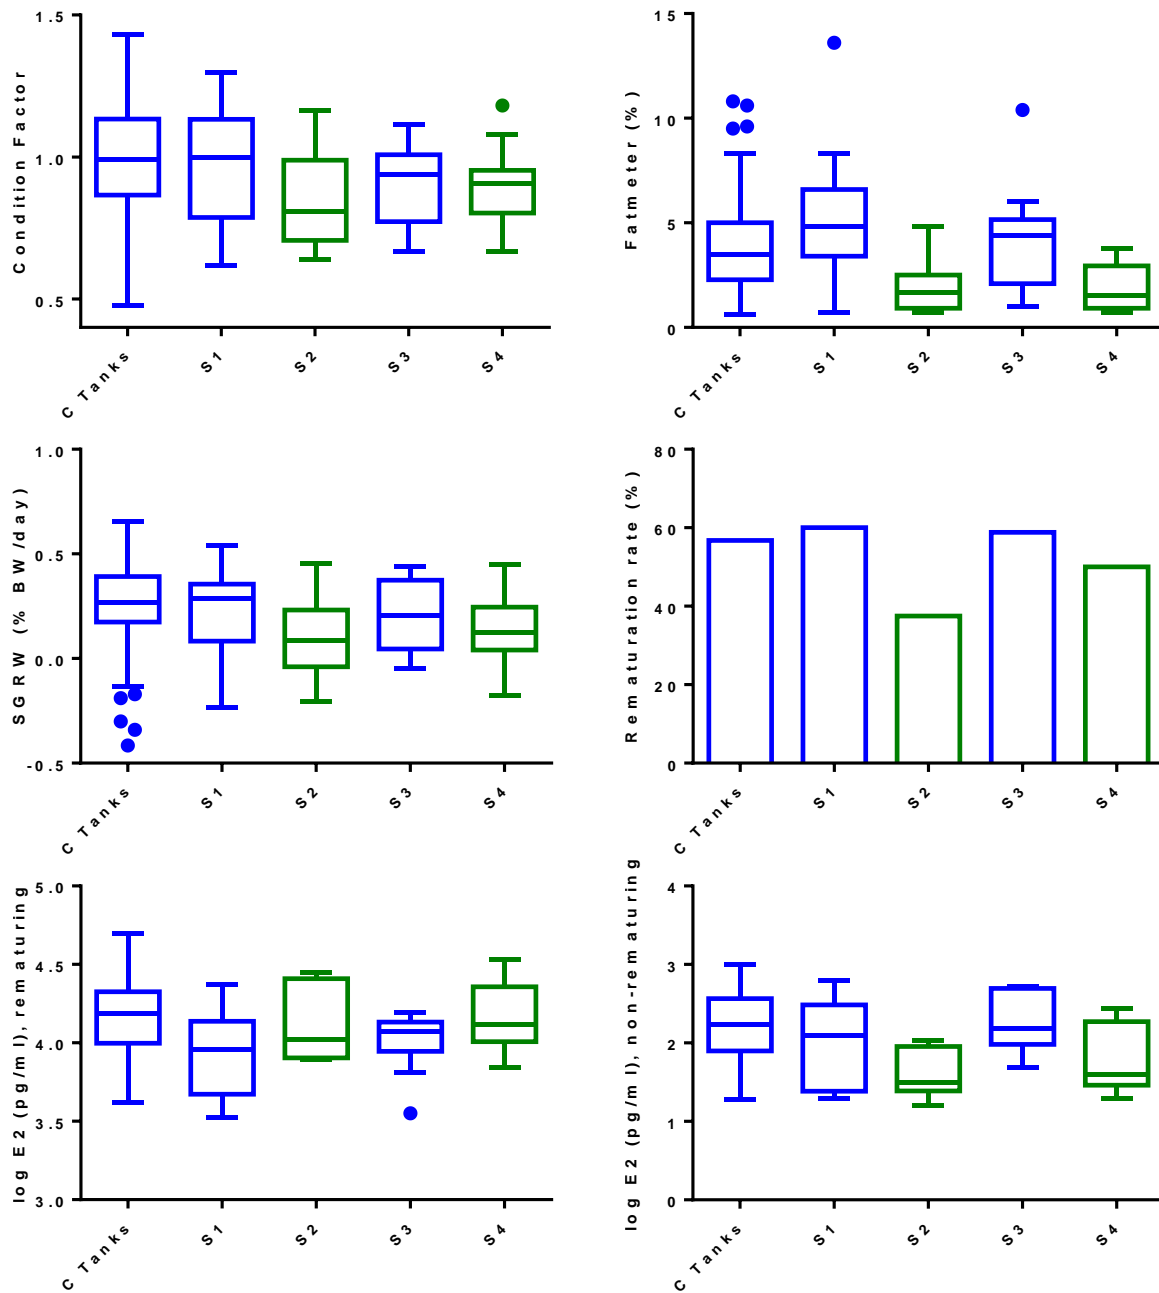 Condition Factor
1.5
1.0
0.5
C Tanks
S1
S2
S3
S4
Fatmeter (%)
15
10
5
0
C Tanks
S1
S2
S3
S4
SGRW (% BW/day)
1.0
0.5
0.0
-0.5
C Tanks
S1
S2
S3
S4
Rematuration rate (%)
80
60
40
20
0
C Tanks
S1
S2
S3
S4
log E2 (pg/ml), rematuring
5.0
4.5
4.0
3.5
3.0
C Tanks
S1
S2
S3
S4
log E2 (pg/ml), non-rematuring
4
3
2
1
0
C Tanks
S1
S2
S3
S4